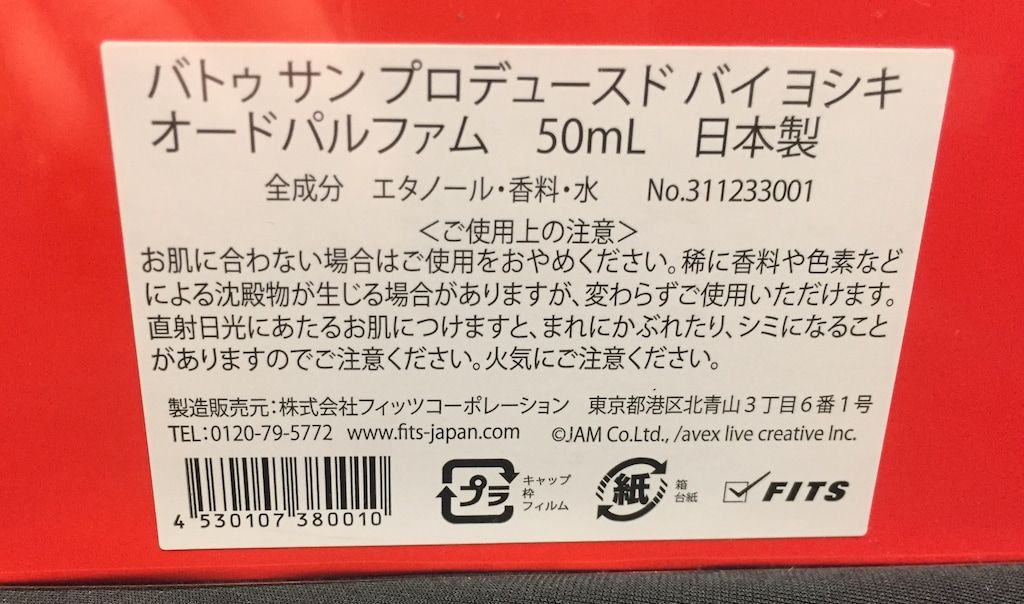 バトゥ サン プロデュースド バイ ヨシキ
オードパルファム 50mL 日本製
全成分 エタノール・香料・水 No.311233001
＜ご使用上の注意＞
お肌に合わない場合はご使用をおやめください。稀に香料や色素など
による沈殿物が生じる場合がありますが、変わらずご使用いただけます。
直射日光にあたるお肌につけますと、まれにかぶれたり、シミになること
がありますのでご注意ください。火気にご注意ください。
製造販売元：株式会社フィッツコーポレーション 東京都港区北青山３丁目６番１号
TEL：0120-79-5772 www.fits-japan.com ©JAM Co.Ltd., /avex live creative Inc.
4 530107 380010
プラ
キャップ
枠
フィルム
紙
箱
台紙
FITS